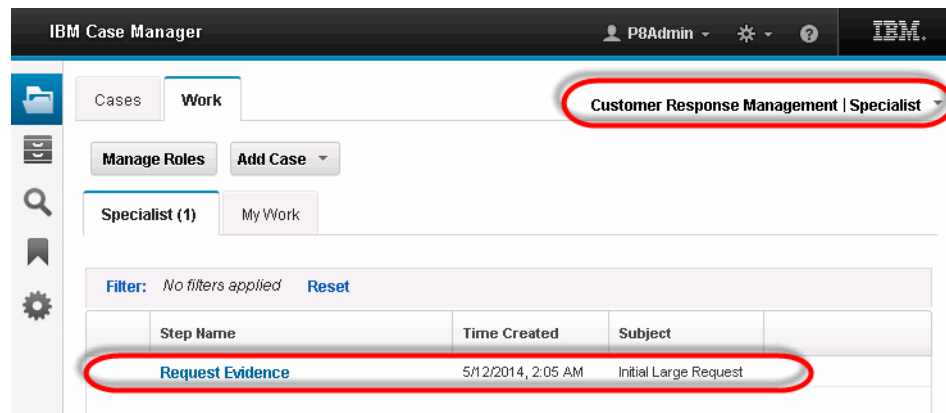 IBM Case Manager P8Admin IBM.
Cases Work Customer Response Management | Specialist
Manage Roles Add Case
Specialist (1) My Work
Filter: No filters applied Reset
Step Name Time Created Subject
Request Evidence 5/12/2014, 2:05 AM Initial Large Request